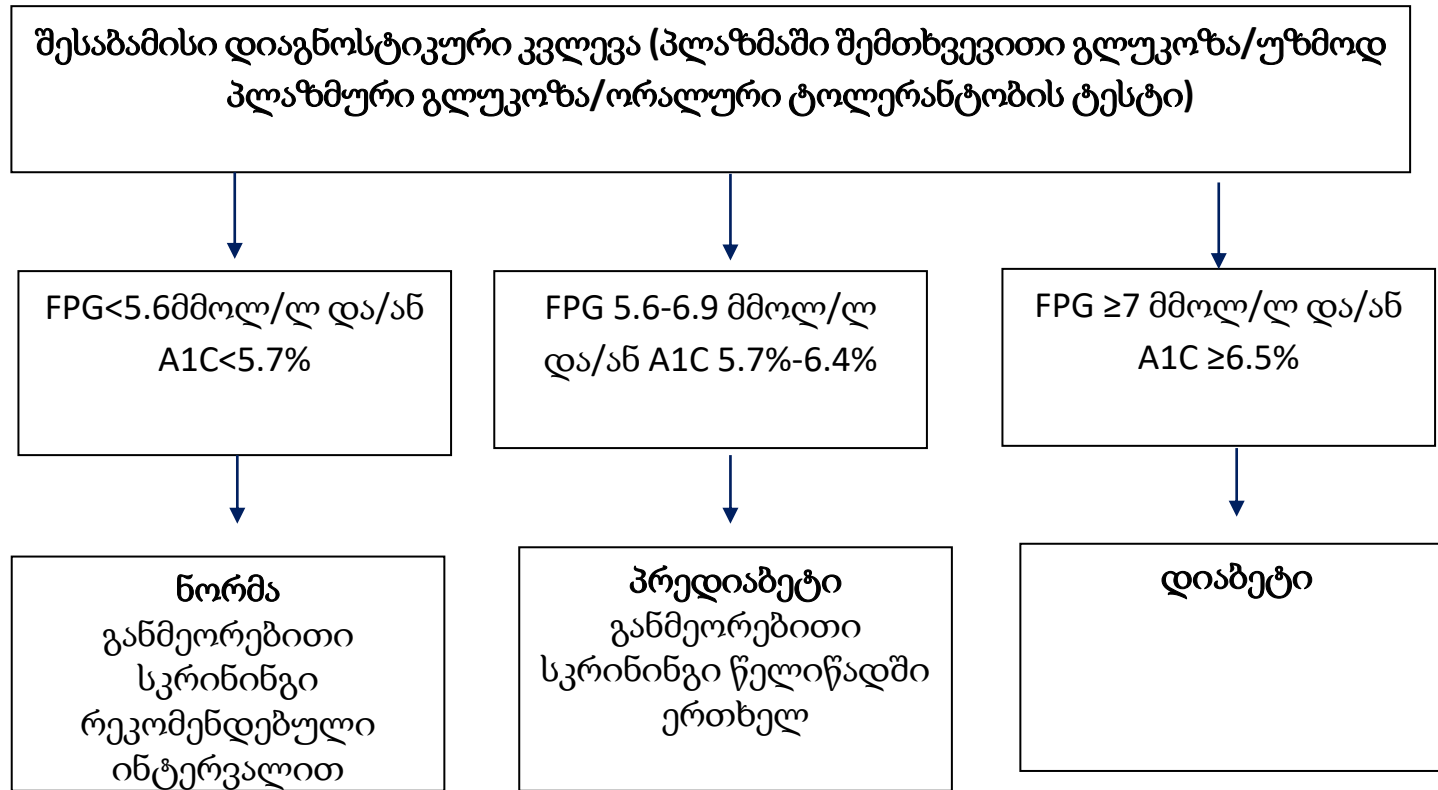 შესაბამისი დიაგნოსტიკური კვლევა (პლაზმაში შემთხვევითი გლუკოზა/უზმოდ
პლაზმური გლუკოზა/ორალური ტოლერანტობის ტესტი)
FPG<5.6მმოლ/ლ და/ან
A1C<5.7%
FPG 5.6-6.9 მმოლ/ლ
და/ან A1C 5.7%-6.4%
FPG ≥7 მმოლ/ლ და/ან
A1C ≥6.5%
ნორმა
განმეორებითი
სკრინინგი
რეკომენდებული
ინტერვალით
პრედიაბეტი
განმეორებითი
სკრინინგი წელიწადში
ერთხელ
დიაბეტი